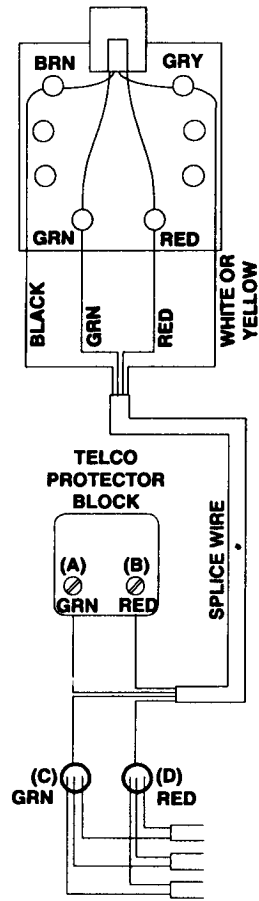 BRN
GRY
GRN
RED
BLACK
GRN
RED
WHITE OR
YELLOW
TELCO
PROTECTOR
BLOCK
SPLICE WIRE
(A)
(B)
GRN
RED
(C)
(D)
GRN
RED